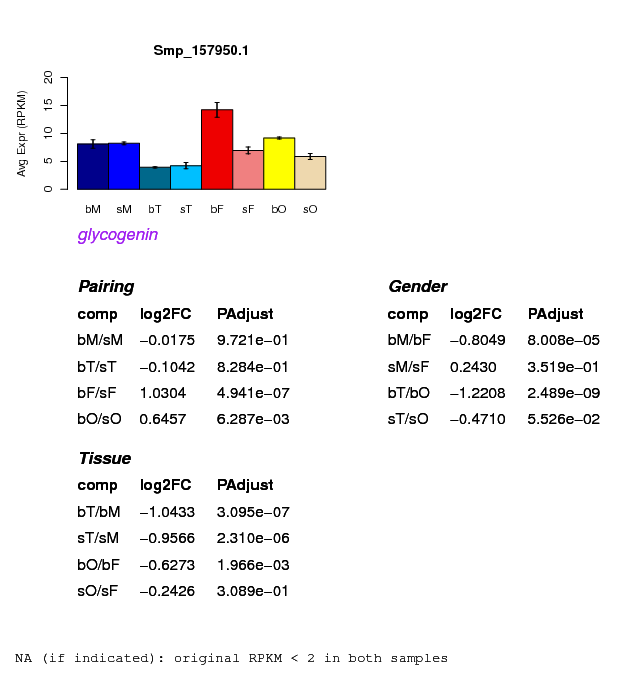 Smp_157950.1
Avg Expr (RPKM)
20
15
10
5
0
bM sM bT sT bF sF bO sO
glycogenin
Pairing
comp log2FC PAdjust
bM/sM −0.0175 9.721e−01
bT/sT −0.1042 8.284e−01
bF/sF 1.0304 4.941e−07
bO/sO 0.6457 6.287e−03
Gender
comp log2FC PAdjust
bM/bF −0.8049 8.008e−05
sM/sF 0.2430 3.519e−01
bT/bO −1.2208 2.489e−09
sT/sO −0.4710 5.526e−02
Tissue
comp log2FC PAdjust
bT/bM −1.0433 3.095e−07
sT/sM −0.9566 2.310e−06
bO/bF −0.6273 1.966e−03
sO/sF −0.2426 3.089e−01
NA (if indicated): original RPKM < 2 in both samples